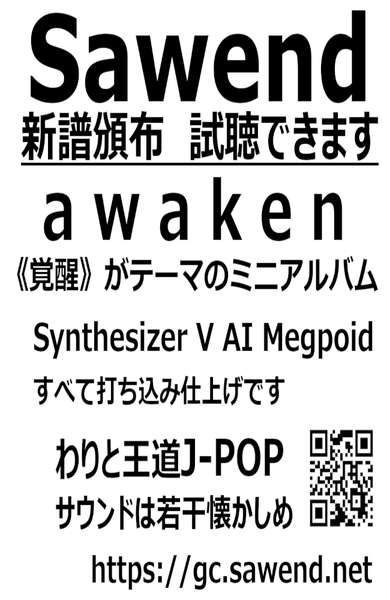 Sawend
新譜頒布 試聴できます
awaken
《覚醒》がテーマのミニアルバム
Synthesizer V AI Megpoid
すべて打ち込み仕上げです
わりと王道J-POP
サウンドは若干懐かしめ
https://gc.sawend.net